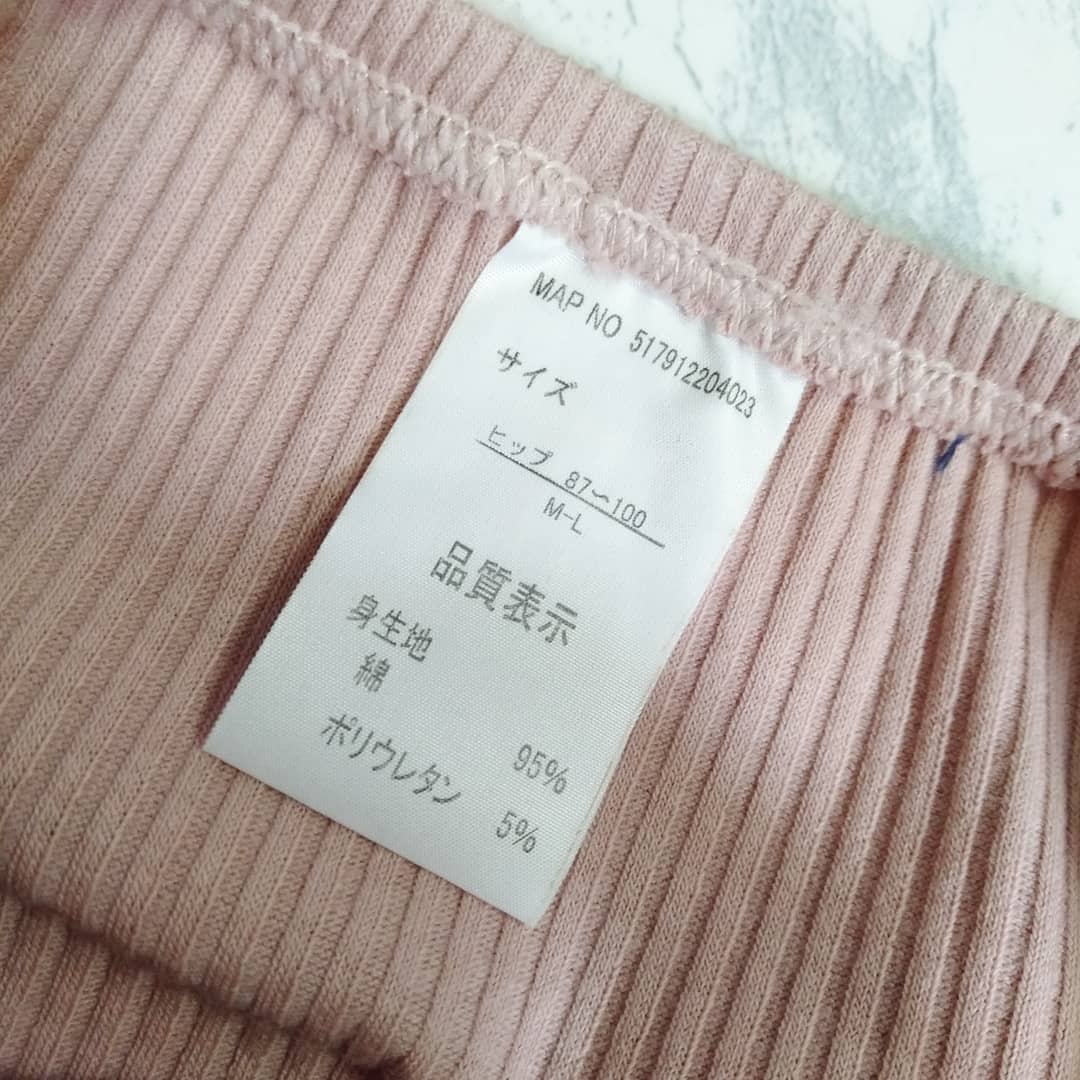 MAP NO 517912204023
サイズ
ヒップ 87〜100
M-L
品質表示
身生地
綿 95%
ポリウレタン 5%